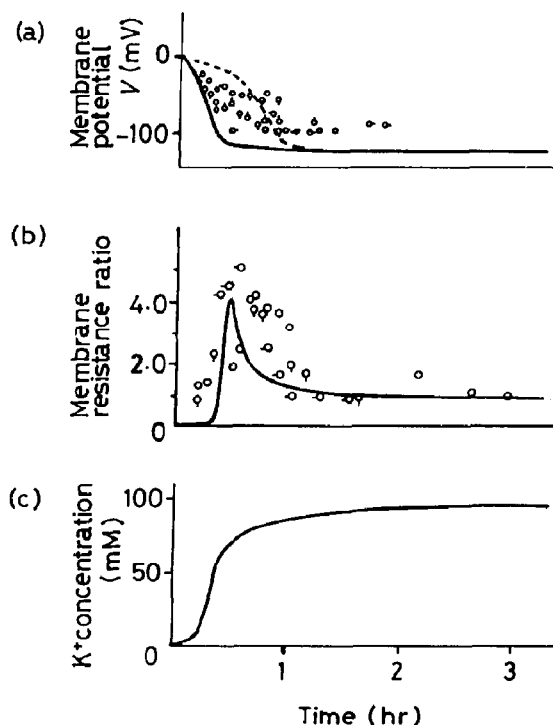 (a)
Membrane
potential
V (mV)
0
-100
(b)
Membrane
resistance ratio
4.0
2.0
0
(c)
K+concentration
(mM)
100
50
0
1
2
3
Time (hr)